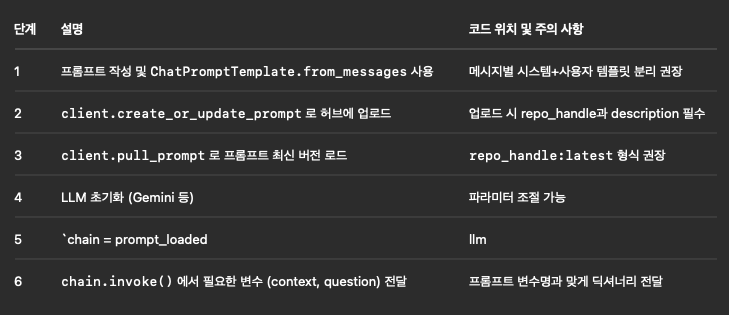 단계 설명 코드 위치 및 주의 사항
1 프롬프트 작성 및 ChatPromptTemplate.from_messages 사용 메시지별 시스템+사용자 템플릿 분리 권장
2 client.create_or_update_prompt 로 허브에 업로드 업로드 시 repo_handle과 description 필수
3 client.pull_prompt 로 프롬프트 최신 버전 로드 repo_handle:latest 형식 권장
4 LLM 초기화 (Gemini 등) 파라미터 조절 가능
5 `chain = prompt_loaded llm
6 chain.invoke() 에서 필요한 변수 (context, question) 전달 프롬프트 변수명과 맞게 딕셔너리 전달